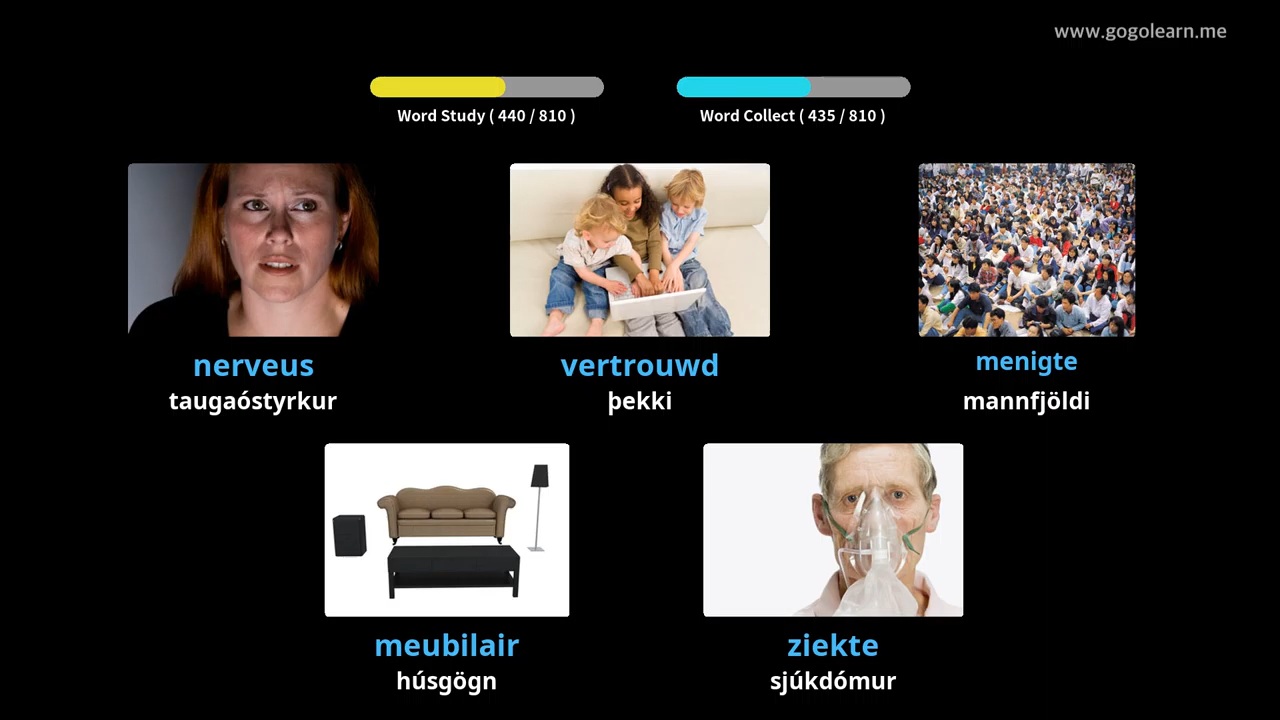 www.gogolearn.me
Word Study ( 440 / 810 )
Word Collect ( 435 / 810 )
nerveus
taugaóstyrkur
vertrouwd
þekki
menigte
mannfjöldi
meubilair
húsgögn
ziekte
sjúkdómur